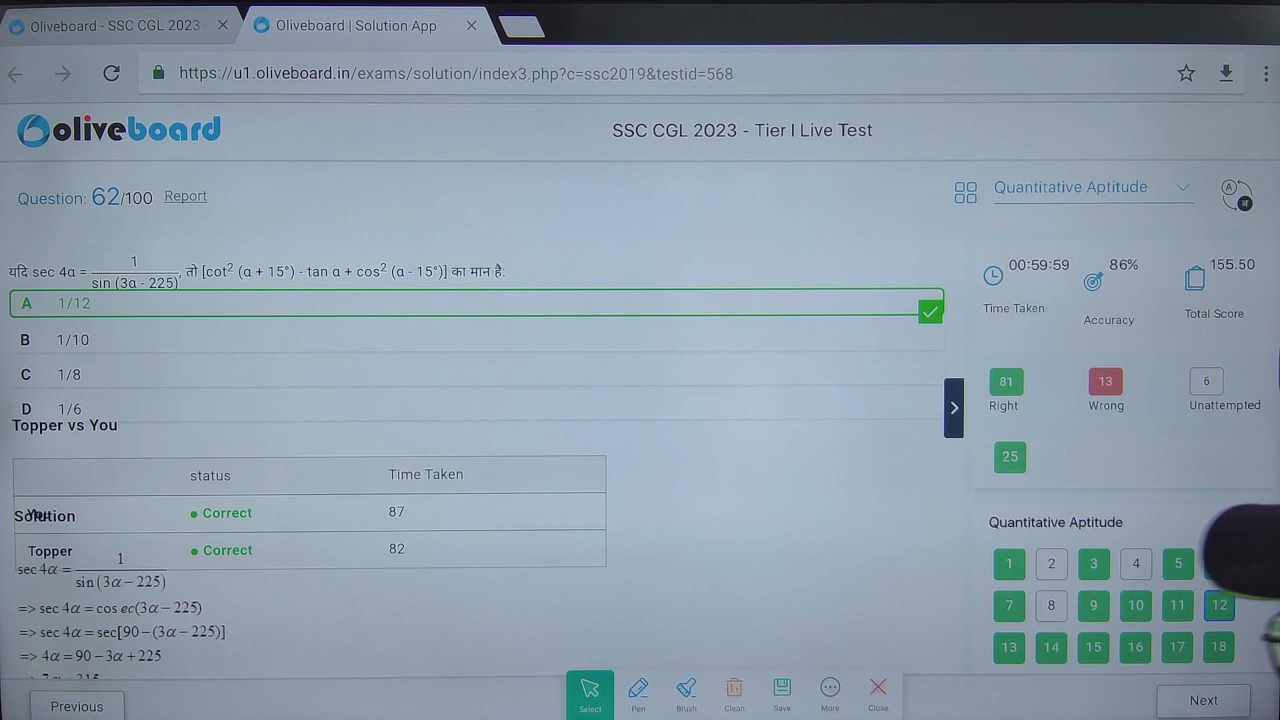 Oliveboard - SSC CGL 2023
Oliveboard | Solution App
https://u1.oliveboard.in/exams/solution/index3.php?c=ssc2019&testid=568
oliveboard
SSC CGL 2023 - Tier I Live Test
Question: 62/100 Report
Quantitative Aptitude
यदि sec 4α = 1/sin (3α - 225), तो [cot² (α + 15°) - tan α + cos² (α - 15°)] का मान है:
A 1/12
B 1/10
C 1/8
D 1/6
Topper vs You
status Time Taken
You Correct 87
Topper Correct 82
Solution
sec 4α = 1/sin (3α – 225)
=> sec 4α = cos ec(3α – 225)
=> sec 4α = sec[90 – (3α – 225)]
=> 4α = 90 – 3α + 225
00:59:59
Time Taken
86%
Accuracy
155.50
Total Score
81
Right
13
Wrong
6
Unattempted
25
Quantitative Aptitude
1 2 3 4 5
7 8 9 10 11 12
13 14 15 16 17 18
Previous
Select Pen Brush Clean Save More Close
Next